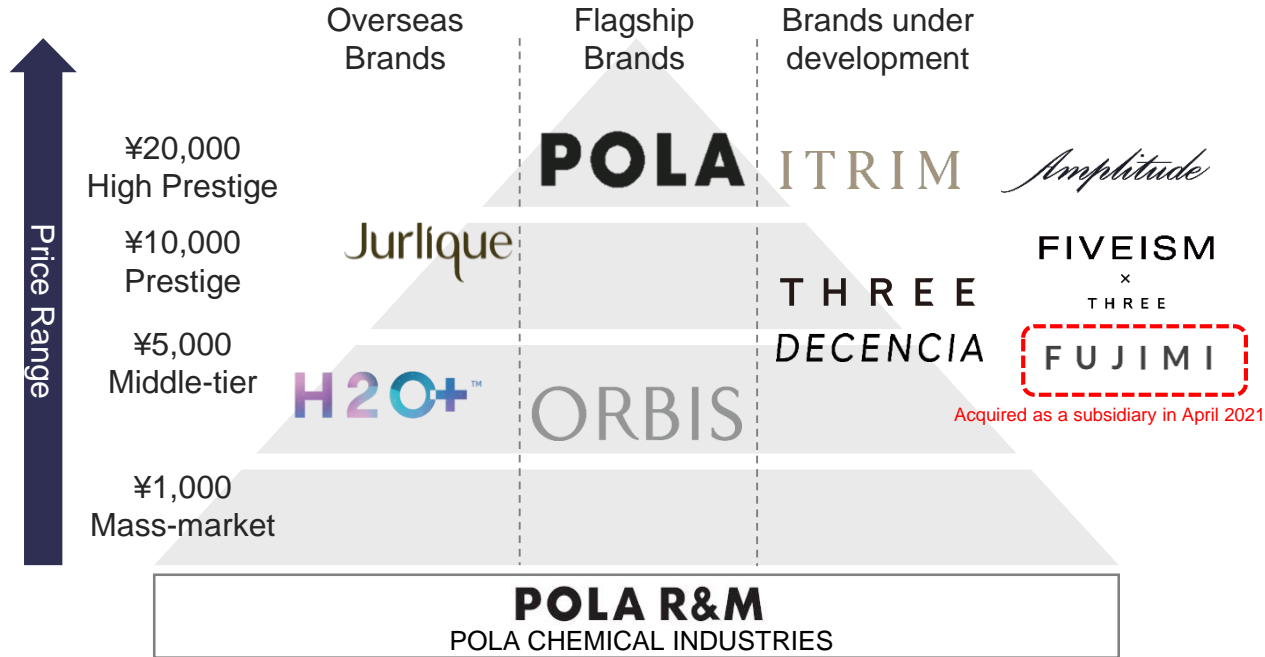 Overseas
Brands
Flagship
Brands
Brands under
development
Price Range
¥20,000
High Prestige
POLA
ITRIM
Amplitude
¥10,000
Prestige
Jurlique
THREE
FIVEISM
×
THREE
¥5,000
Middle-tier
H2O+™
ORBIS
DECENCIA
FUJIMI
Acquired as a subsidiary in April 2021
¥1,000
Mass-market
POLA R&M
POLA CHEMICAL INDUSTRIES